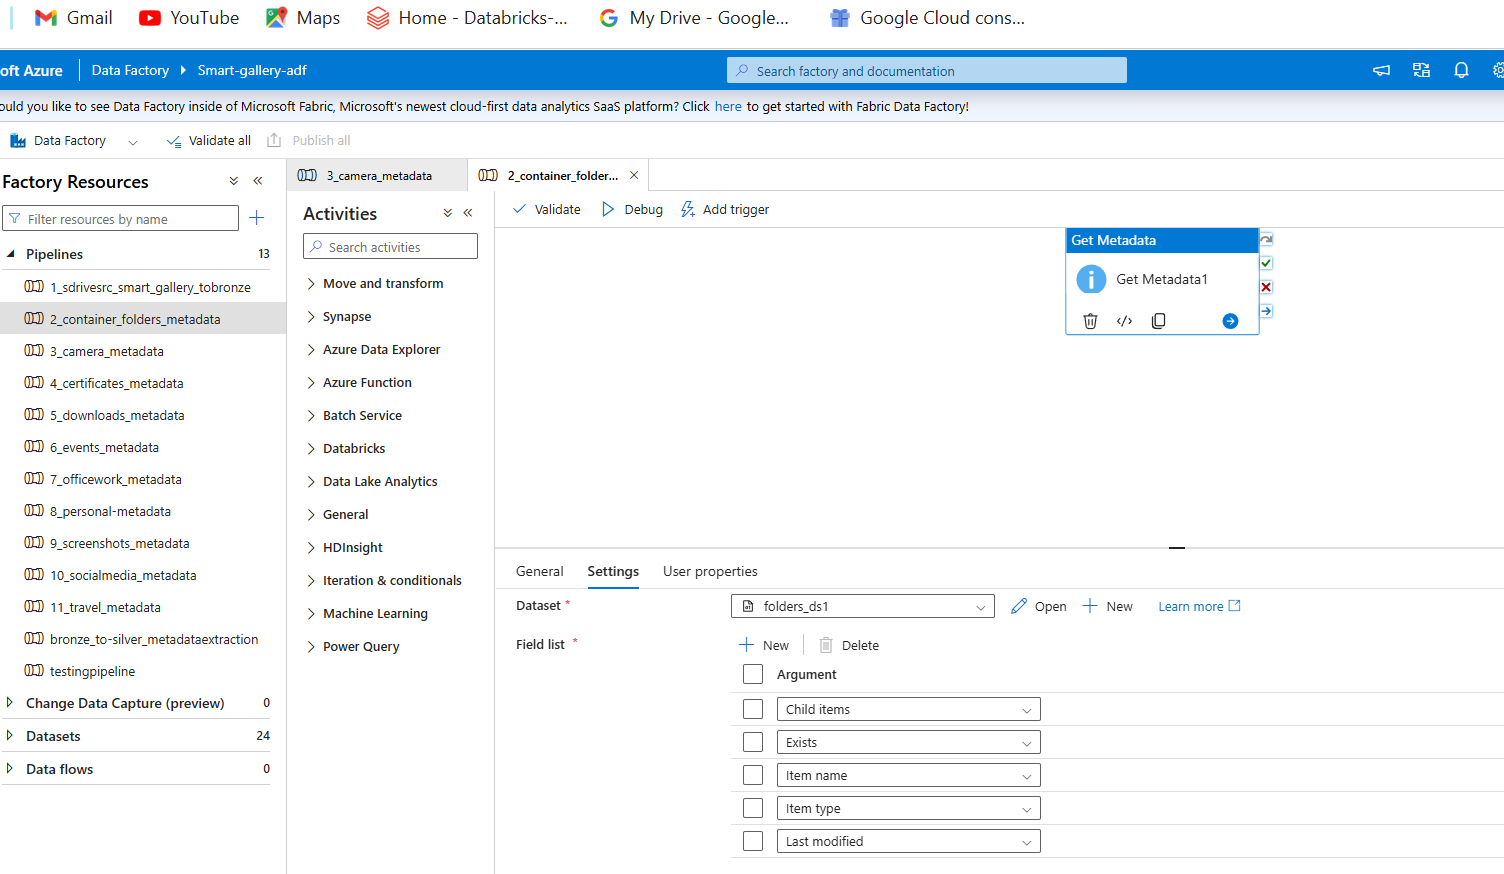 Gmail YouTube Maps Home - Databricks-... My Drive - Google... Google Cloud cons...
oft Azure Data Factory Smart-gallery-adf Search factory and documentation
ould you like to see Data Factory inside of Microsoft Fabric, Microsoft's newest cloud-first data analytics SaaS platform? Click here to get started with Fabric Data Factory!
Data Factory Validate all Publish all
Factory Resources
Filter resources by name
Pipelines 13
1_sdrivesrc_smart_gallery_tobronze
2_container_folders_metadata
3_camera_metadata
4_certificates_metadata
5_downloads_metadata
6_events_metadata
7_officework_metadata
8_personal-metadata
9_screenshots_metadata
10_socialmedia_metadata
11_travel_metadata
bronze_to-silver_metadataextraction
testingpipeline
Change Data Capture (preview) 0
Datasets 24
Data flows 0
3_camera_metadata 2_container_folder...
Activities
Search activities
Move and transform
Synapse
Azure Data Explorer
Azure Function
Batch Service
Databricks
Data Lake Analytics
General
HDInsight
Iteration & conditionals
Machine Learning
Power Query
Validate Debug Add trigger
Get Metadata
Get Metadata1
General Settings User properties
Dataset * folders_ds1 Open New Learn more
Field list * New Delete
Argument
Child items
Exists
Item name
Item type
Last modified